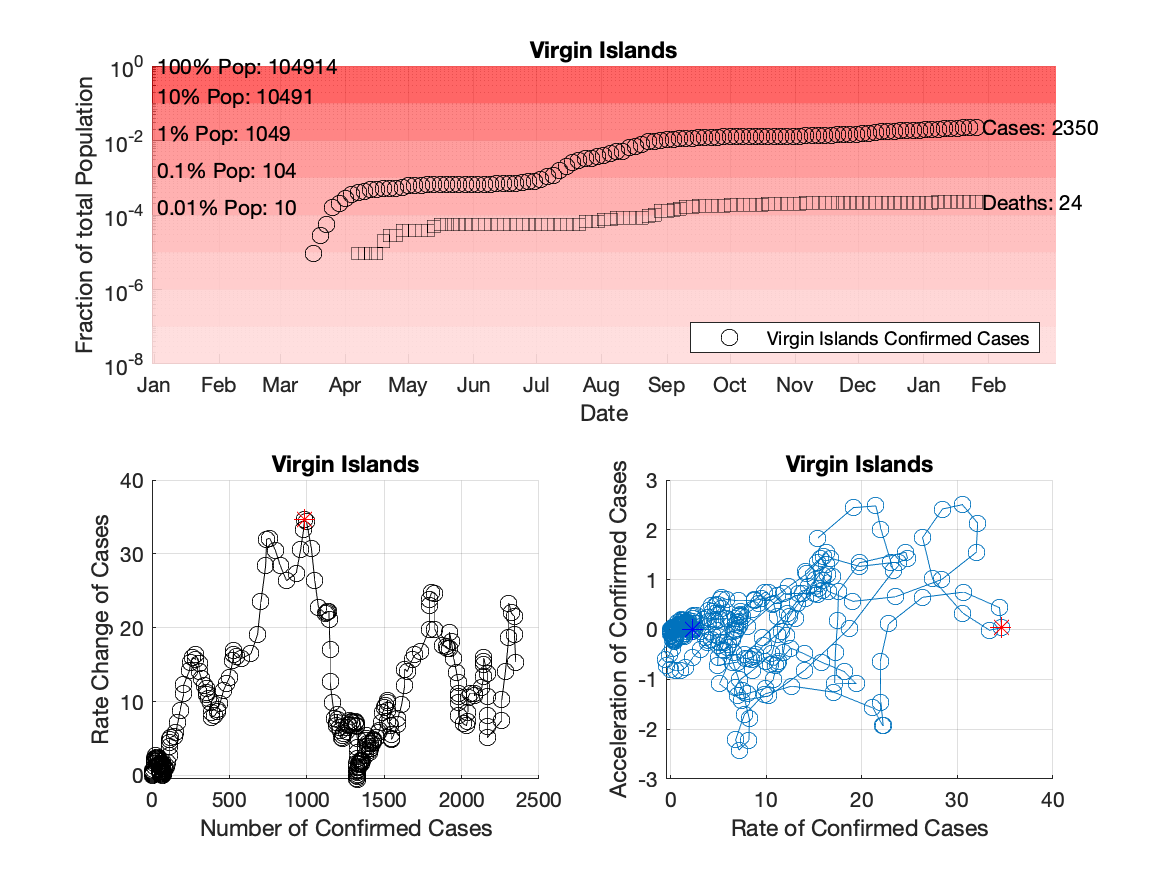 Virgin Islands
10^0
10^-2
10^-4
10^-6
10^-8
Fraction of total Population
100% Pop: 104914
10% Pop: 10491
1% Pop: 1049
0.1% Pop: 104
0.01% Pop: 10
Cases: 2350
Deaths: 24
Virgin Islands Confirmed Cases
Jan Feb Mar Apr May Jun Jul Aug Sep Oct Nov Dec Jan Feb
Date
Virgin Islands
40
30
20
10
0
Rate Change of Cases
0 500 1000 1500 2000 2500
Number of Confirmed Cases
Virgin Islands
3
2
1
0
-1
-2
-3
Acceleration of Confirmed Cases
0 10 20 30 40
Rate of Confirmed Cases